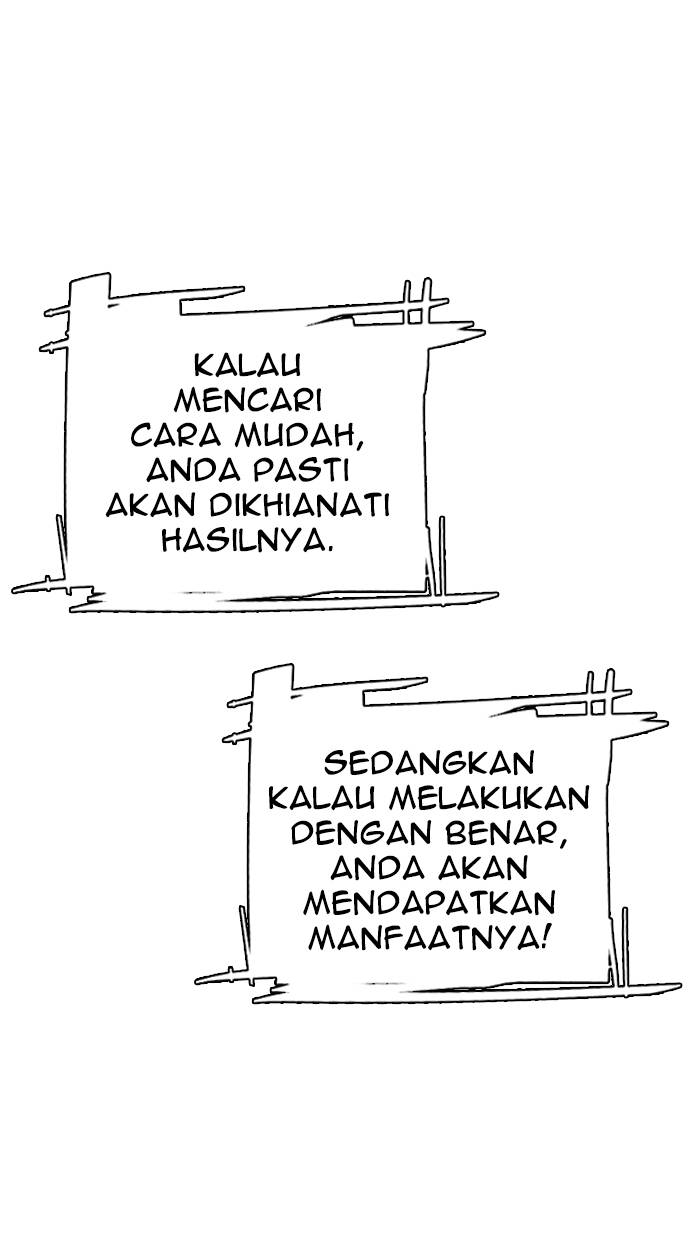 KALAU
MENCARI
CARA MUDAH,
ANDA PASTI
AKAN DIKHIANATI
HASILNYA.
SEDANGKAN
KALAU MELAKUKAN
DENGAN BENAR,
ANDA AKAN
MENDAPATKAN
MANFAATNYA!